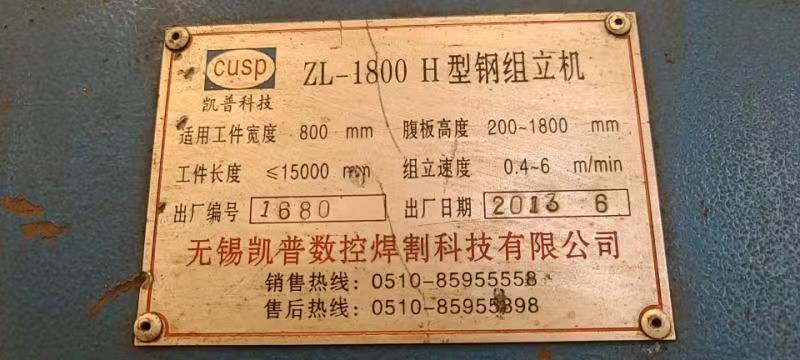 cusp
凯普科技
ZL-1800 H型钢组立机
适用工件宽度 800 mm 腹板高度 200~1800 mm
工件长度 ≤15000 mm 组立速度 0.4~6 m/min
出厂编号 1680 出厂日期 2013 6
无锡凯普数控焊割科技有限公司
销售热线: 0510-85955558
售后热线: 0510-85955898